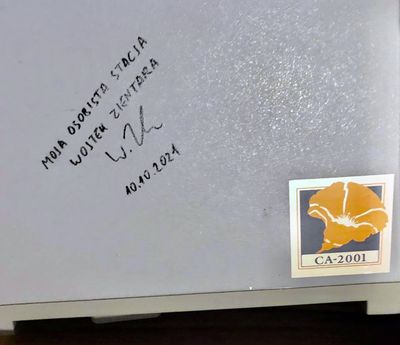 MOJA OSOBISTA STACJA
WOJTEK ZIENTARA
10.10.2021
CA-2001